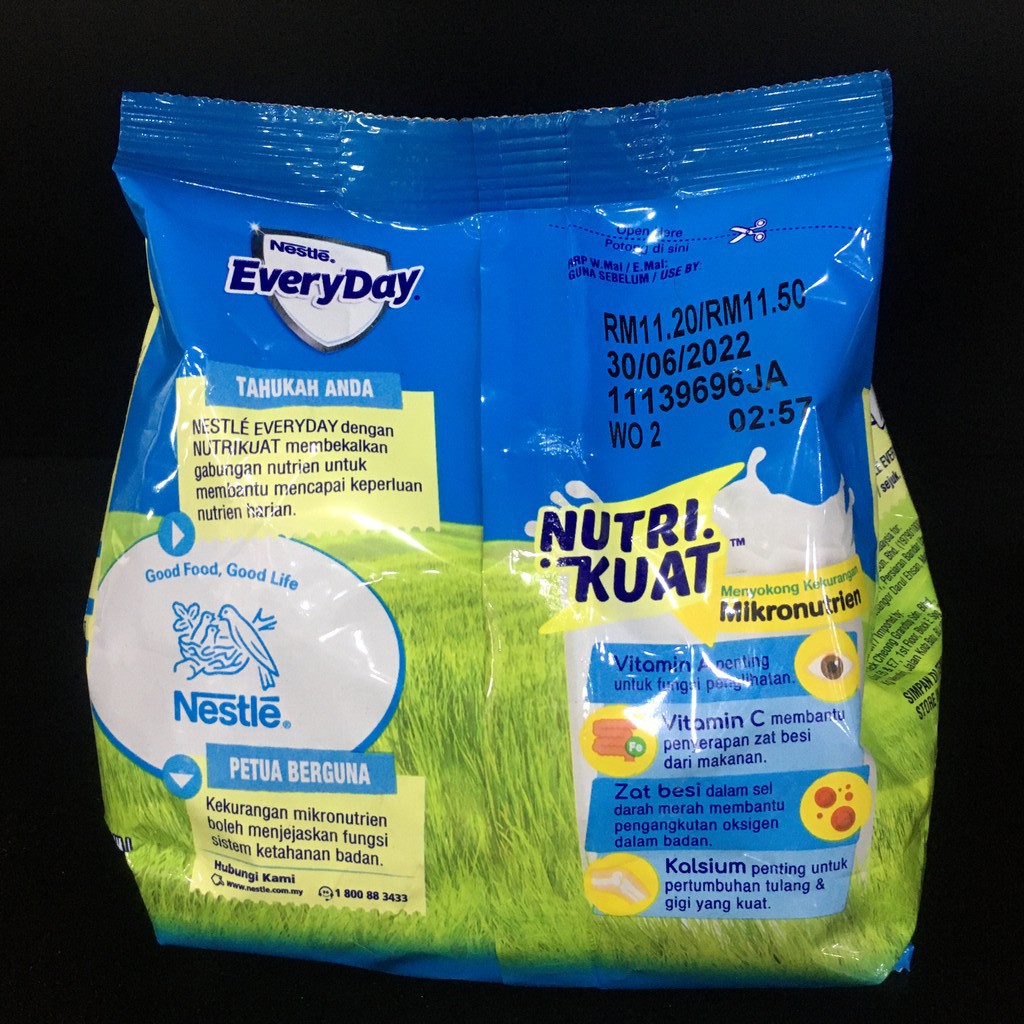 Nestlé®
EveryDay®
TAHUKAH ANDA
NESTLÉ EVERYDAY dengan
NUTRIKUAT membekalkan
gabungan nutrien untuk
membantu mencapai keperluan
nutrien harian.
Good Food, Good Life
Nestlé®
PETUA BERGUNA
Kekurangan mikronutrien
boleh menjejaskan fungsi
sistem ketahanan badan.
Hubungi Kami
www.nestle.com.my 1 800 88 3433
Open Here
Potong di sini
RRP W.Mal / E.Mal:
GUNA SEBELUM / USE BY:
RM11.20/RM11.50
30/06/2022
11139696JA
WO 2 02:57
NUTRI.
KUAT™
Menyokong Kekurangan
Mikronutrien
Vitamin A penting
untuk fungsi penglihatan.
Fe
Vitamin C membantu
penyerapan zat besi
dari makanan.
Zat besi dalam sel
darah merah membantu
pengangkutan oksigen
dalam badan.
Kalsium penting untuk
pertumbuhan tulang &
gigi yang kuat.
sejuk.
SIMPAN DI
STORE